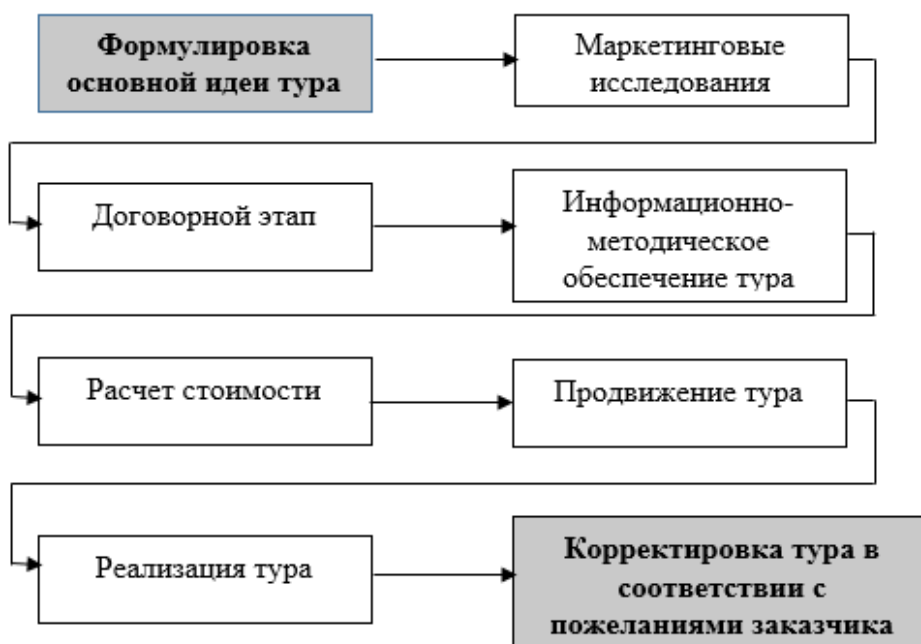 Формулировка
основной идеи тура
Маркетинговые
исследования
Договорной этап
Информационно-
методическое
обеспечение тура
Расчет стоимости
Продвижение тура
Реализация тура
Корректировка тура в
соответствии с
пожеланиями заказчика